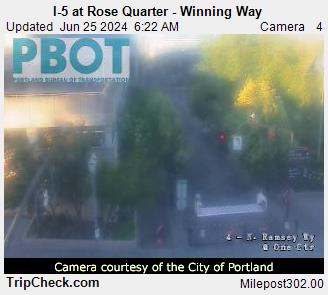 I-5 at Rose Quarter - Winning Way
Updated Jun 25 2024 6:22 AM Camera 4
PBOT
PORTLAND BUREAU OF TRANSPORTATION
4 - N. Ramsey Wy
@ One Ctr
Camera courtesy of the City of Portland
TripCheck.com Milepost302.00